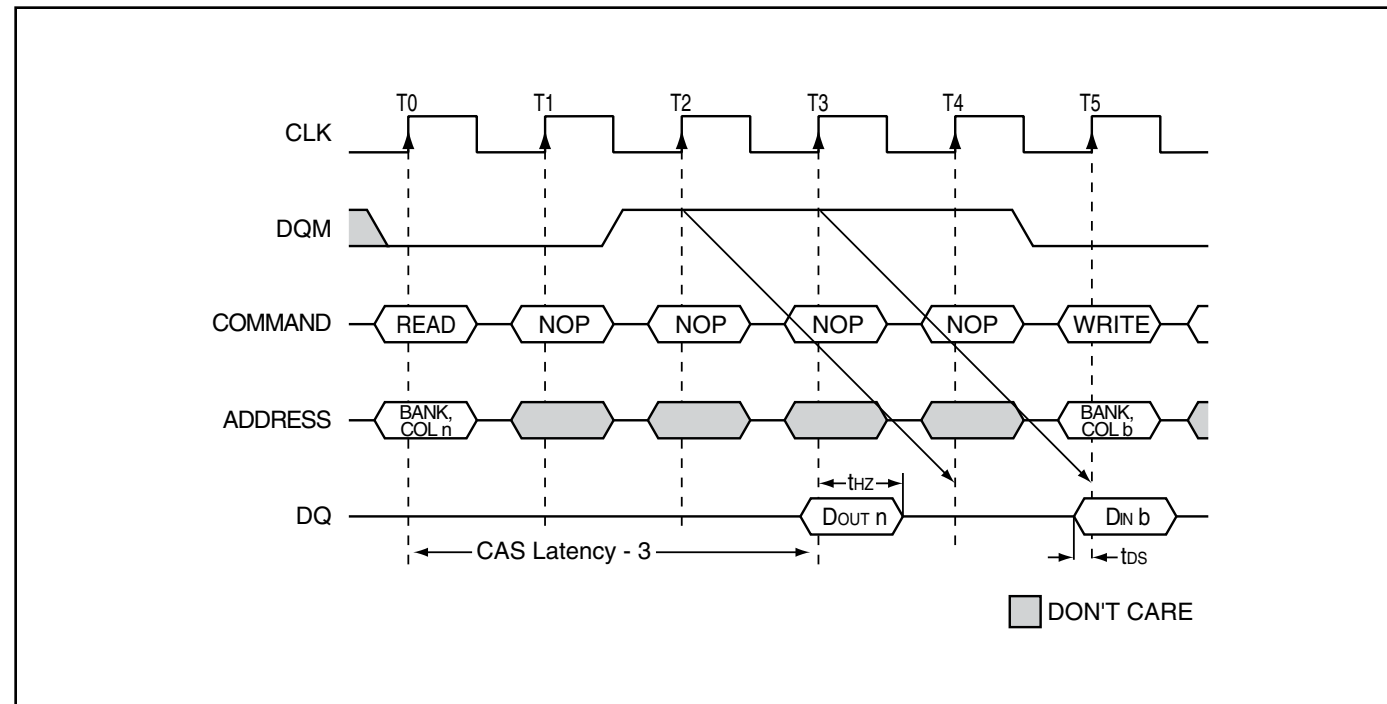 T0 T1 T2 T3 T4 T5
CLK
DQM
COMMAND READ NOP NOP NOP NOP WRITE
ADDRESS BANK, COL n BANK, COL b
tHZ
DQ DOUT n DIN b
CAS Latency - 3 tDS
DON'T CARE